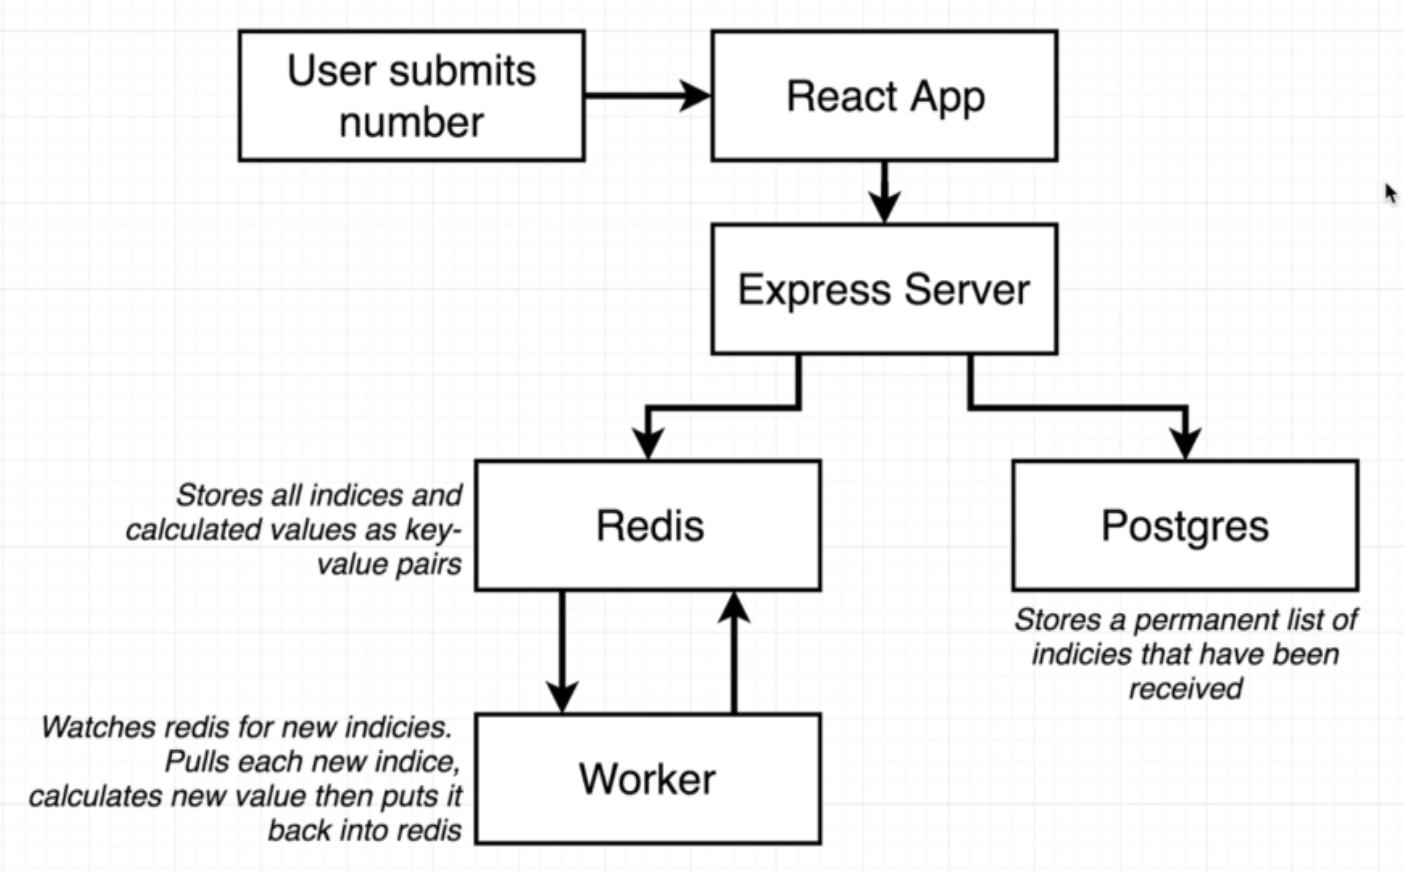 User submits
number
React App
Express Server
Stores all indices and
calculated values as key-
value pairs
Redis
Postgres
Stores a permanent list of
indicies that have been
received
Watches redis for new indicies.
Pulls each new indice,
calculates new value then puts it
back into redis
Worker